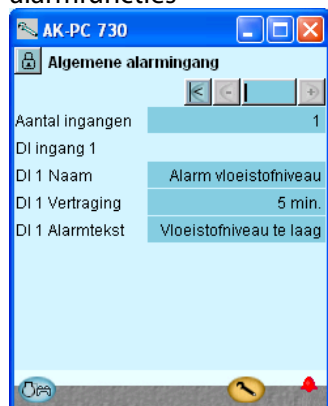 alarmfuncties
AK-PC 730
Algemene alarmingang
Aantal ingangen 1
DI ingang 1
DI 1 Naam Alarm vloeistofniveau
DI 1 Vertraging 5 min.
DI 1 Alarmtekst Vloeistofniveau te laag